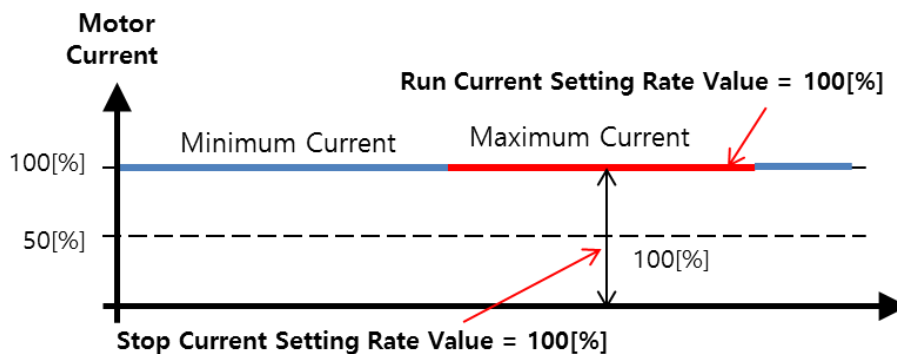 Motor
Current
Run Current Setting Rate Value = 100[%]
Minimum Current
Maximum Current
100[%]
50[%]
100[%]
Stop Current Setting Rate Value = 100[%]